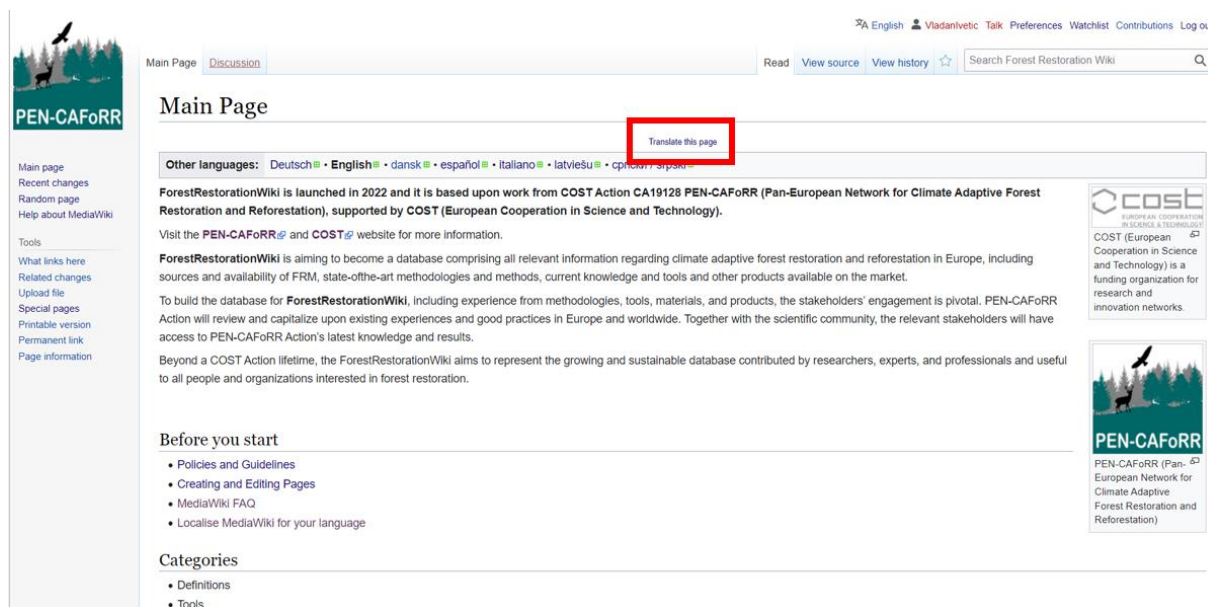 English VladanIvetic Talk Preferences Watchlist Contributions Log ou
PEN-CAFoRR
Main Page Discussion Read View source View history Search Forest Restoration Wiki
Main Page
Translate this page
Other languages: Deutsch • English • dansk • español • italiano • latviešu • српски / srpski
ForestRestorationWiki is launched in 2022 and it is based upon work from COST Action CA19128 PEN-CAFoRR (Pan-European Network for Climate Adaptive Forest
Restoration and Reforestation), supported by COST (European Cooperation in Science and Technology).
Visit the PEN-CAFoRR and COST website for more information.
ForestRestorationWiki is aiming to become a database comprising all relevant information regarding climate adaptive forest restoration and reforestation in Europe, including
sources and availability of FRM, state-ofthe-art methodologies and methods, current knowledge and tools and other products available on the market.
To build the database for ForestRestorationWiki, including experience from methodologies, tools, materials, and products, the stakeholders' engagement is pivotal. PEN-CAFoRR
Action will review and capitalize upon existing experiences and good practices in Europe and worldwide. Together with the scientific community, the relevant stakeholders will have
access to PEN-CAFoRR Action's latest knowledge and results.
Beyond a COST Action lifetime, the ForestRestorationWiki aims to represent the growing and sustainable database contributed by researchers, experts, and professionals and useful
to all people and organizations interested in forest restoration.
Before you start
• Policies and Guidelines
• Creating and Editing Pages
• MediaWiki FAQ
• Localise MediaWiki for your language
Categories
• Definitions
• Tools
Main page
Recent changes
Random page
Help about MediaWiki
Tools
What links here
Related changes
Upload file
Special pages
Printable version
Permanent link
Page information
cost
EUROPEAN COOPERATION
IN SCIENCE & TECHNOLOGY
COST (European
Cooperation in Science
and Technology) is a
funding organization for
research and
innovation networks.
PEN-CAFoRR
PEN-CAFoRR (Pan-
European Network for
Climate Adaptive
Forest Restoration and
Reforestation)